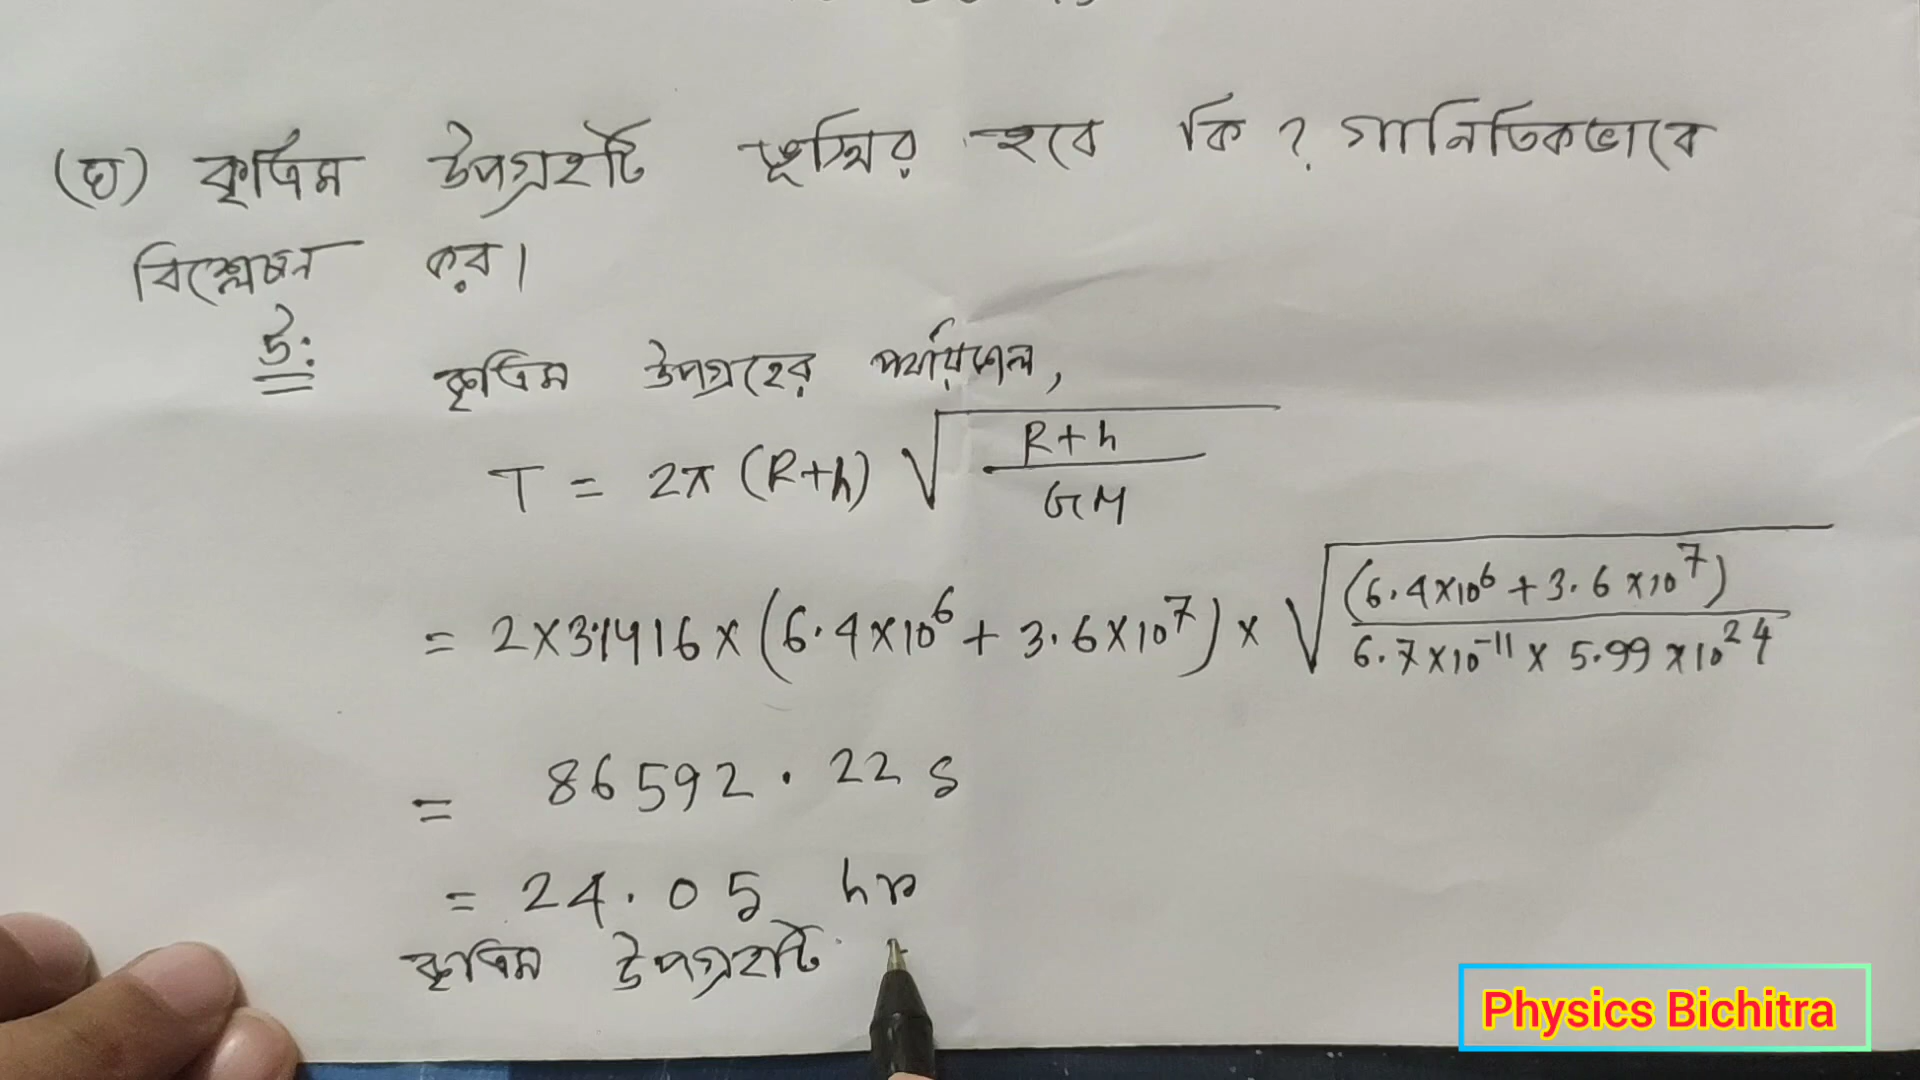 (ঘ) কৃত্রিম উপগ্রহটি ভূস্থির হবে কি? গানিতিকভাবে
বিশ্লেষন কর।
উ:
কৃত্রিম উপগ্রহের পর্যায়কাল,
T = 2π (R+h) √((R+h)/(GM))
= 2×3.1416× (6.4×10⁶ + 3.6×10⁷) × √((6.4×10⁶ + 3.6×10⁷)/(6.7×10⁻¹¹ × 5.99×10²⁴))
= 86592.22 s
= 24.05 hr
কৃত্রিম উপগ্রহটি
Physics Bichitra